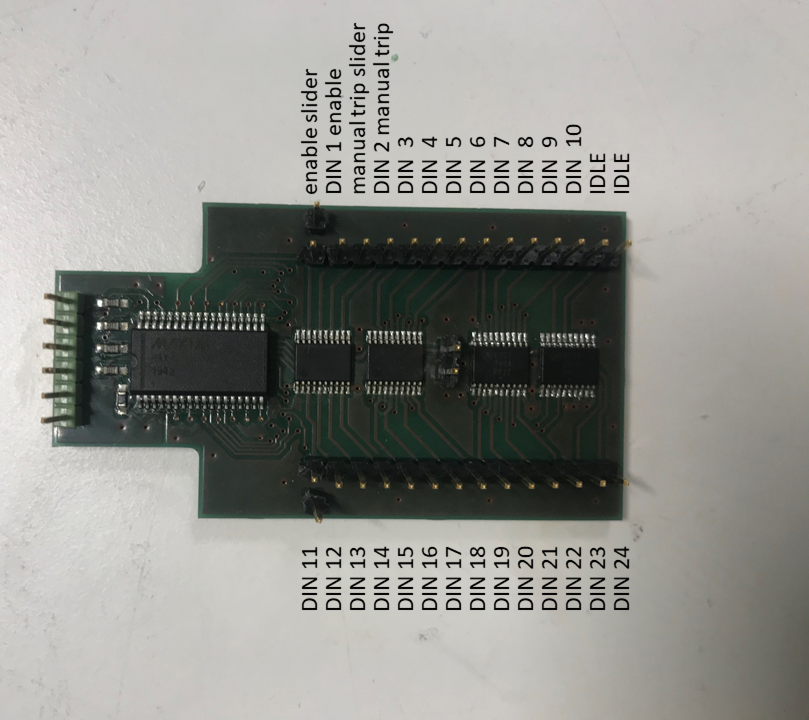 enable slider
DIN 1 enable
manual trip slider
DIN 2 manual trip
DIN 3
DIN 4
DIN 5
DIN 6
DIN 7
DIN 8
DIN 9
DIN 10
IDLE
IDLE
DIN 11
DIN 12
DIN 13
DIN 14
DIN 15
DIN 16
DIN 17
DIN 18
DIN 19
DIN 20
DIN 21
DIN 22
DIN 23
DIN 24